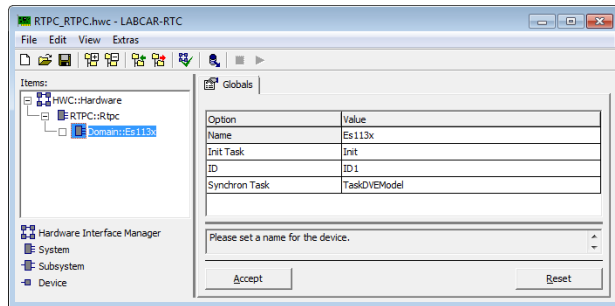 RTPC_RTPC.hwc - LABCAR-RTC
File Edit View Extras
Items:
HWC::Hardware
RTPC::Rtpc
Domain::Es113x
Hardware Interface Manager
System
Subsystem
Device
Globals
Option Value
Name Es113x
Init Task Init
ID ID1
Synchron Task TaskDVEModel
Please set a name for the device.
Accept Reset